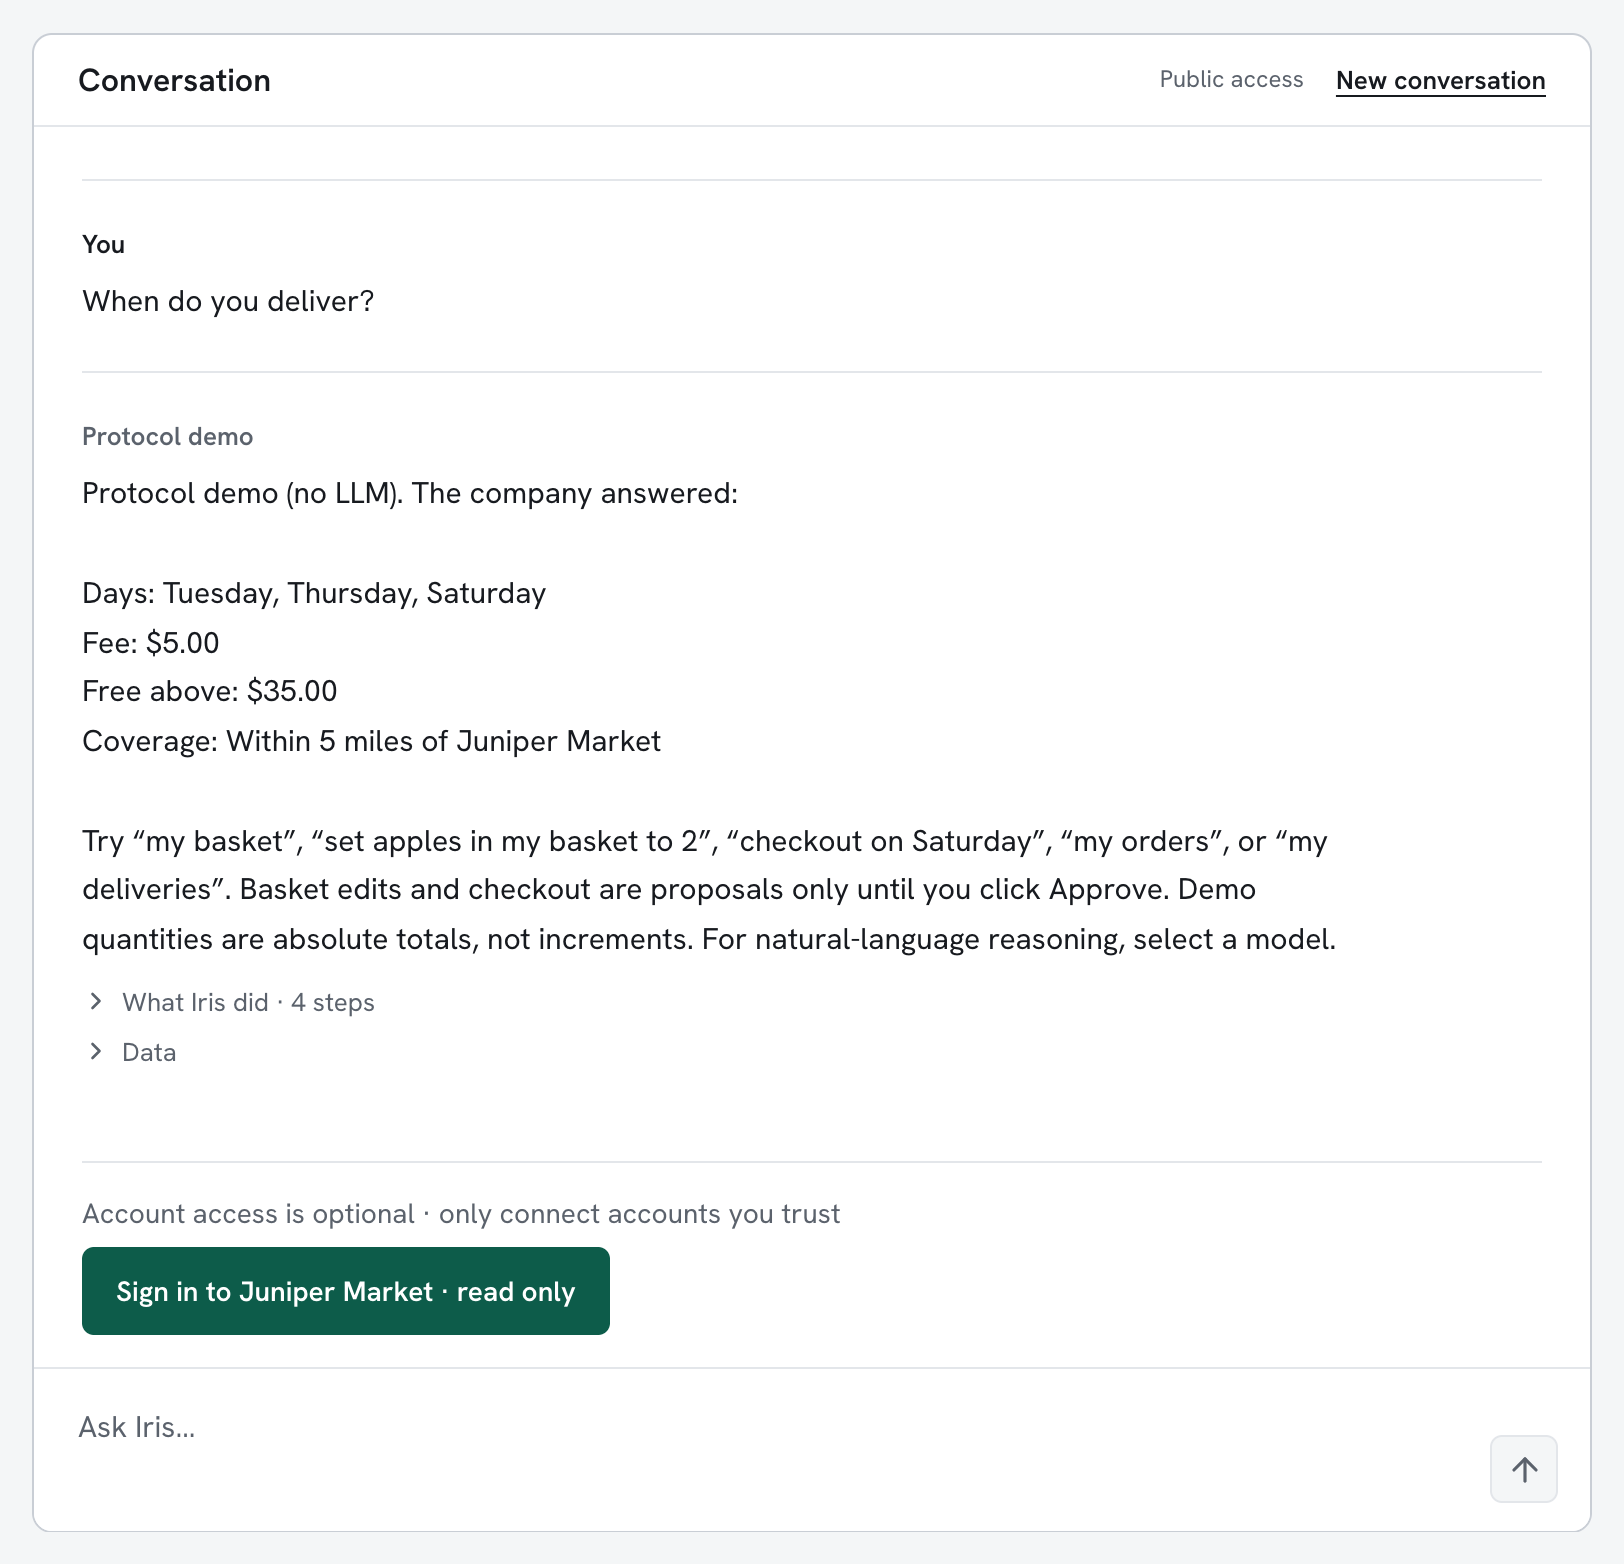 Conversation
Public access
New conversation
You
When do you deliver?
Protocol demo
Protocol demo (no LLM). The company answered:
Days: Tuesday, Thursday, Saturday
Fee: $5.00
Free above: $35.00
Coverage: Within 5 miles of Juniper Market
Try “my basket”, “set apples in my basket to 2”, “checkout on Saturday”, “my orders”, or “my
deliveries”. Basket edits and checkout are proposals only until you click Approve. Demo
quantities are absolute totals, not increments. For natural-language reasoning, select a model.
What Iris did · 4 steps
Data
Account access is optional · only connect accounts you trust
Sign in to Juniper Market · read only
Ask Iris...